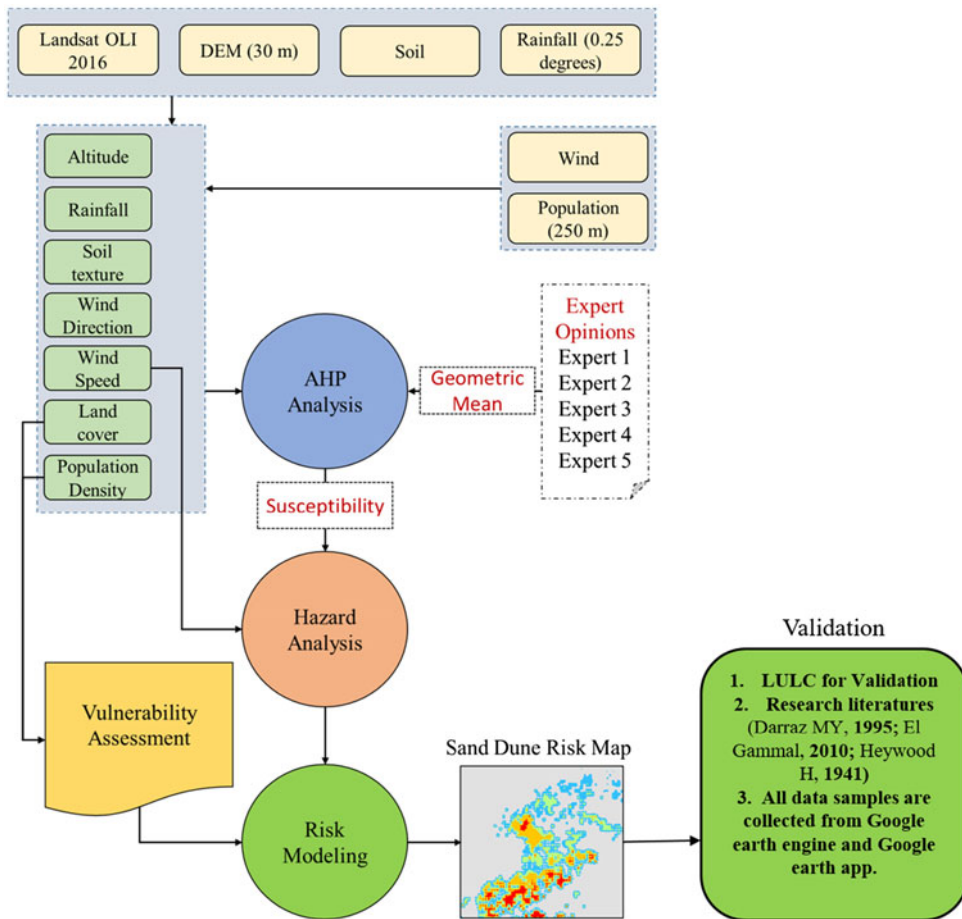 Landsat OLI
2016
DEM (30 m)
Soil
Rainfall (0.25
degrees)
Altitude
Rainfall
Soil
texture
Wind
Direction
Wind
Speed
Land
cover
Population
Density
Wind
Population
(250 m)
AHP
Analysis
Geometric
Mean
Expert
Opinions
Expert 1
Expert 2
Expert 3
Expert 4
Expert 5
Susceptibility
Hazard
Analysis
Vulnerability
Assessment
Risk
Modeling
Sand Dune Risk Map
Validation
1. LULC for Validation
2. Research literatures
(Darraz MY, 1995; El
Gammal, 2010; Heywood
H, 1941)
3. All data samples are
collected from Google
earth engine and Google
earth app.